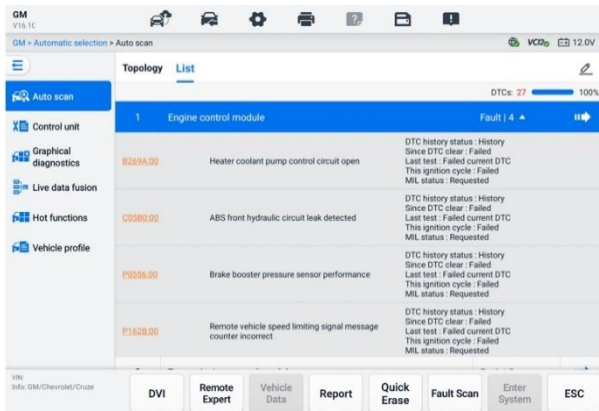 GM
V16.10
VCI
12.0V
GM > Automatic selection > Auto scan
Topology List
DTCs: 27 100%
Auto scan
Control unit
Graphical
diagnostics
Live data fusion
Hot functions
Vehicle profile
1 Engine control module Fault | 4
B269A:00 Heater coolant pump control circuit open
DTC history status : History
Since DTC clear : Failed
Last test : Failed current DTC
This ignition cycle : Failed
MIL status : Requested
C05B0:00 ABS front hydraulic circuit leak detected
DTC history status : History
Since DTC clear : Failed
Last test : Failed current DTC
This ignition cycle : Failed
MIL status : Requested
P0556:00 Brake booster pressure sensor performance
DTC history status : History
Since DTC clear : Failed
Last test : Failed current DTC
This ignition cycle : Failed
MIL status : Requested
P162B:00 Remote vehicle speed limiting signal message
counter incorrect
DTC history status : History
Since DTC clear : Failed
Last test : Failed current DTC
This ignition cycle : Failed
MIL status : Requested
VIN:
Info: GM/Chevrolet/Cruze
DVI
Remote
Expert
Vehicle
Data
Report
Quick
Erase
Fault Scan
Enter
System
ESC